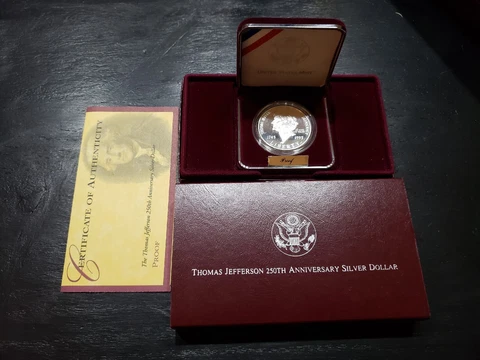 1743
1993
LIBERTY
Proof
CERTIFICATE OF AUTHENTICITY
The Thomas Jefferson 250th Anniversary Silver Dollar
PROOF
THOMAS JEFFERSON 250TH ANNIVERSARY SILVER DOLLAR